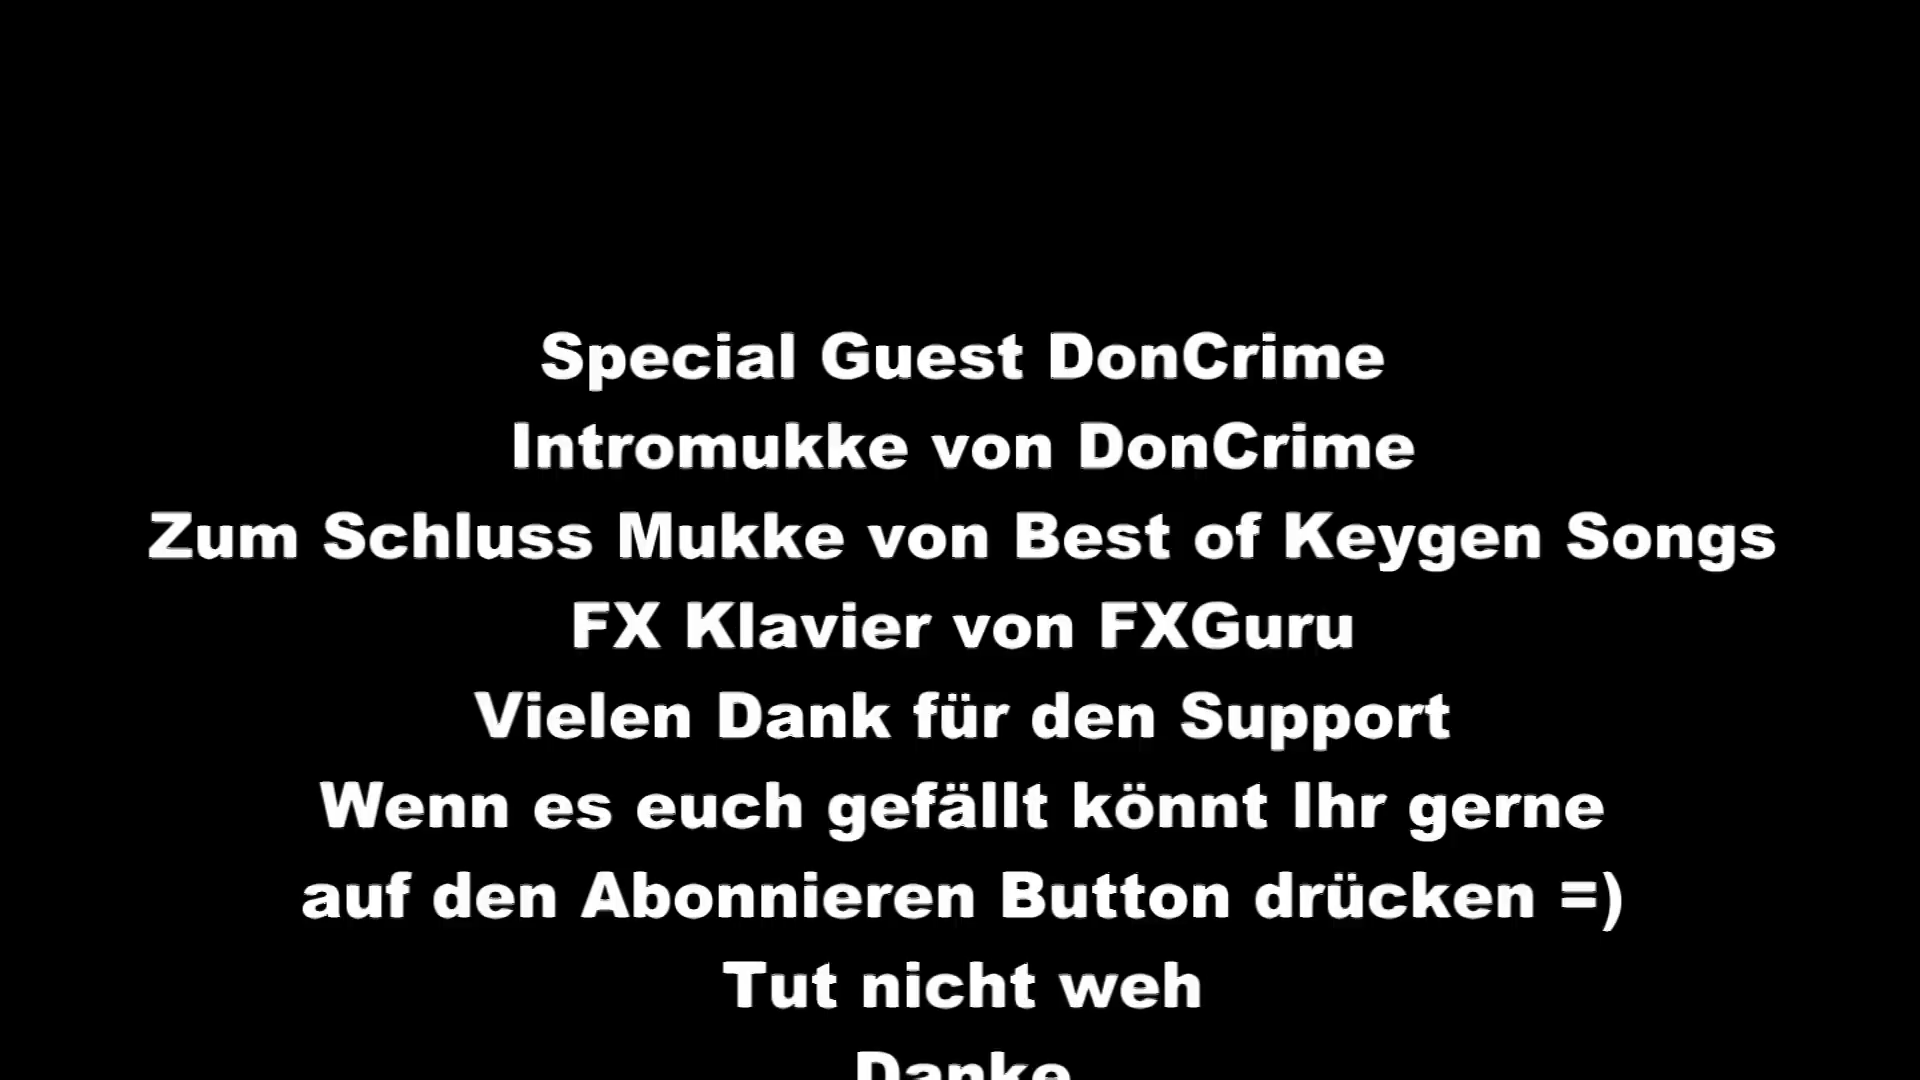 Special Guest DonCrime
Intromukke von DonCrime
Zum Schluss Mukke von Best of Keygen Songs
FX Klavier von FXGuru
Vielen Dank für den Support
Wenn es euch gefällt könnt Ihr gerne
auf den Abonnieren Button drücken =)
Tut nicht weh
Danke